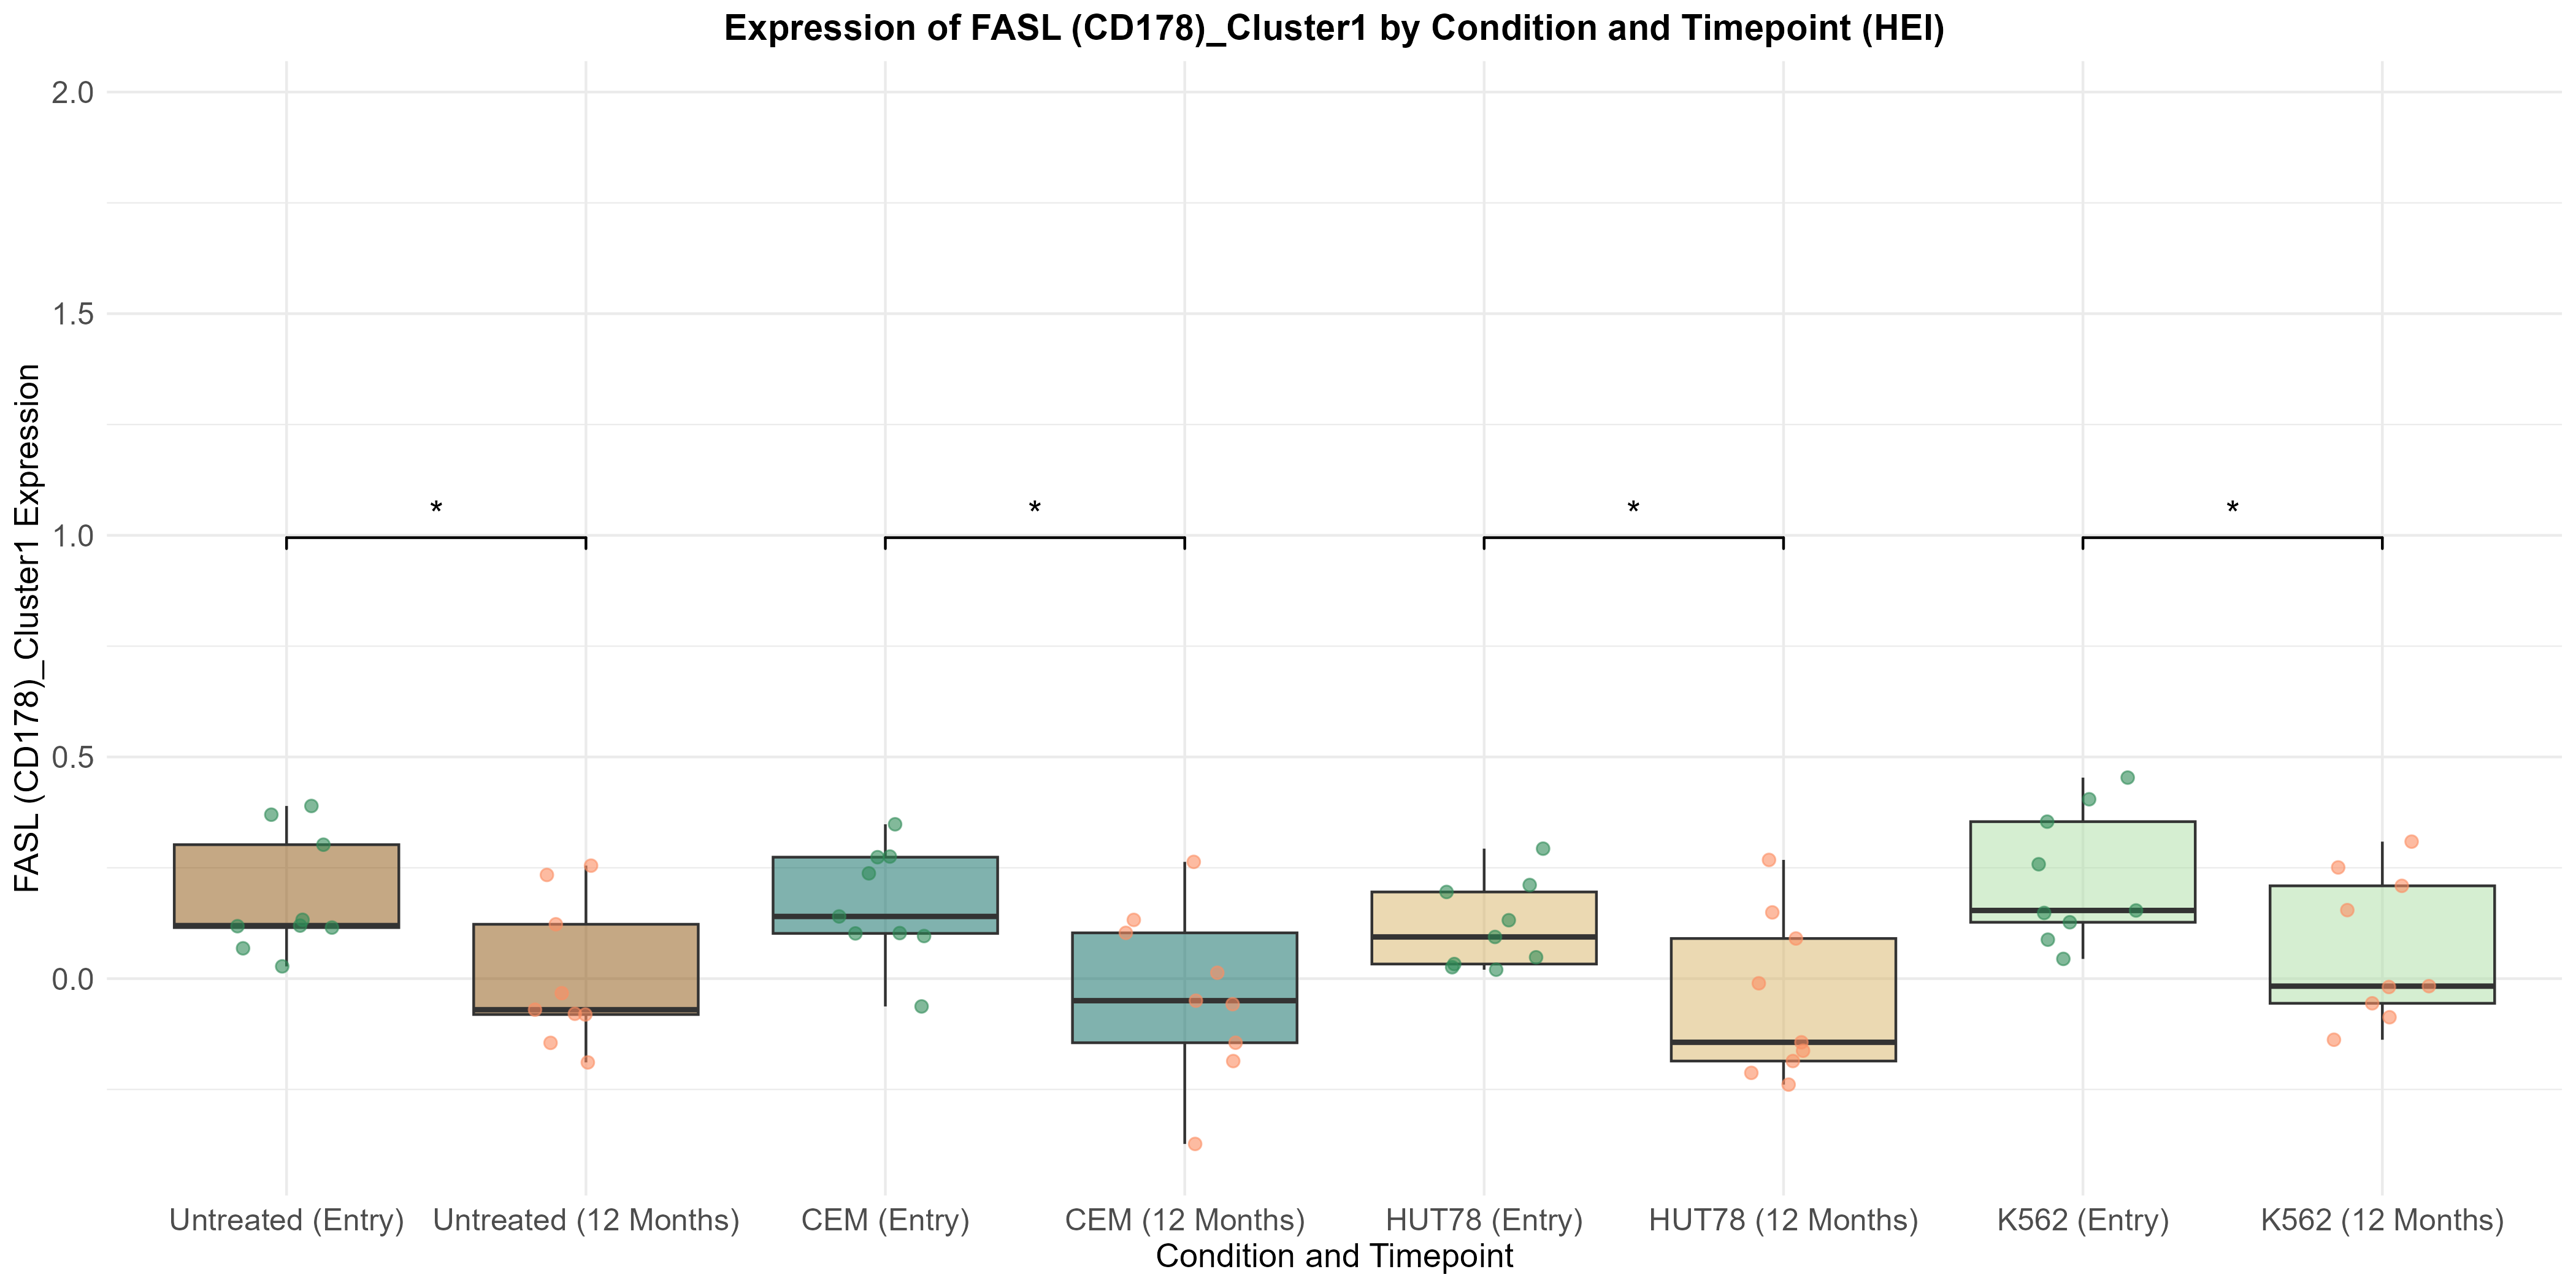 Expression of FASL (CD178)_Cluster1 by Condition and Timepoint (HEI)
FASL (CD178)_Cluster1 Expression
2.0
1.5
1.0
0.5
0.0
*
*
*
*
Untreated (Entry)
Untreated (12 Months)
CEM (Entry)
CEM (12 Months)
HUT78 (Entry)
HUT78 (12 Months)
K562 (Entry)
K562 (12 Months)
Condition and Timepoint